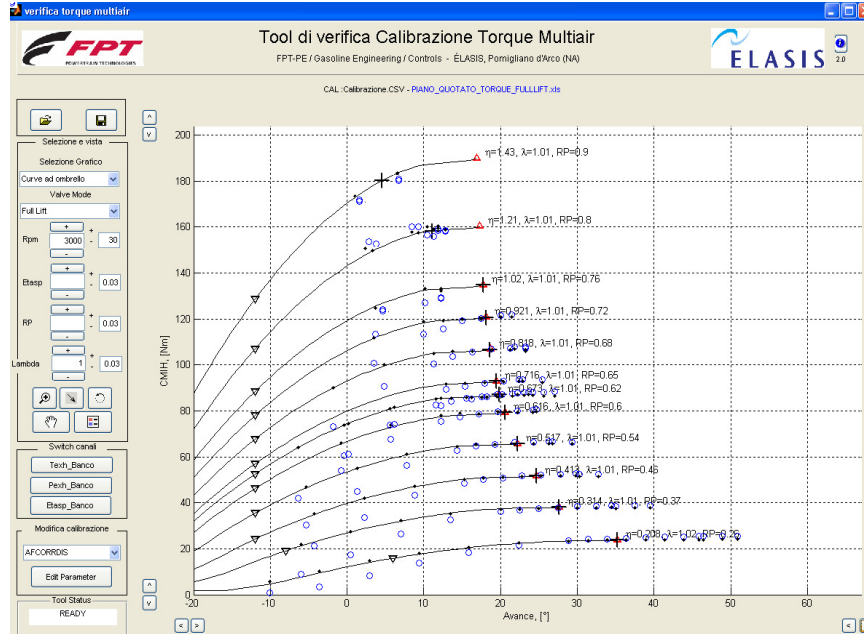 verifica torque multiair
FPT
POWERTRAIN TECHNOLOGIES
Tool di verifica Calibrazione Torque Multiair
FPT-PE / Gasoline Engineering / Controls - ÉLASIS, Pomigliano d'Arco (NA)
ELASIS
2.0
CAL :Calibrazione.CSV - PIANO_QUOTATO_TORQUE_FULLLIFT.xls
Selezione e vista
Selezione Grafico
Curve ad ombrello
Valve Mode
Full Lift
Rpm
+
3000
-
+
-
30
Etasp
+
-
+
-
0.03
RP
+
-
+
-
0.03
Lambda
+
1
-
+
-
0.03
Switch canali
Texh_Banco
Pexh_Banco
Etasp_Banco
Modifica calibrazione
AFCORRDIS
Edit Parameter
Tool Status
READY
^
v
^
v
< >
<
CMIH, [Nm]
200
180
160
140
120
100
80
60
40
20
0
-20 -10 0 10 20 30 40 50 60
Avance, [°]
η=1.43, λ=1.01, RP=0.9
η=1.21, λ=1.01, RP=0.8
η=1.02, λ=1.01, RP=0.76
η=0.921, λ=1.01, RP=0.72
η=0.818, λ=1.01, RP=0.68
η=0.716, λ=1.01, RP=0.65
η=0.673, λ=1.01, RP=0.62
η=0.616, λ=1.01, RP=0.6
η=0.517, λ=1.01, RP=0.54
η=0.413, λ=1.01, RP=0.46
η=0.314, λ=1.01, RP=0.37
η=0.208, λ=1.02,